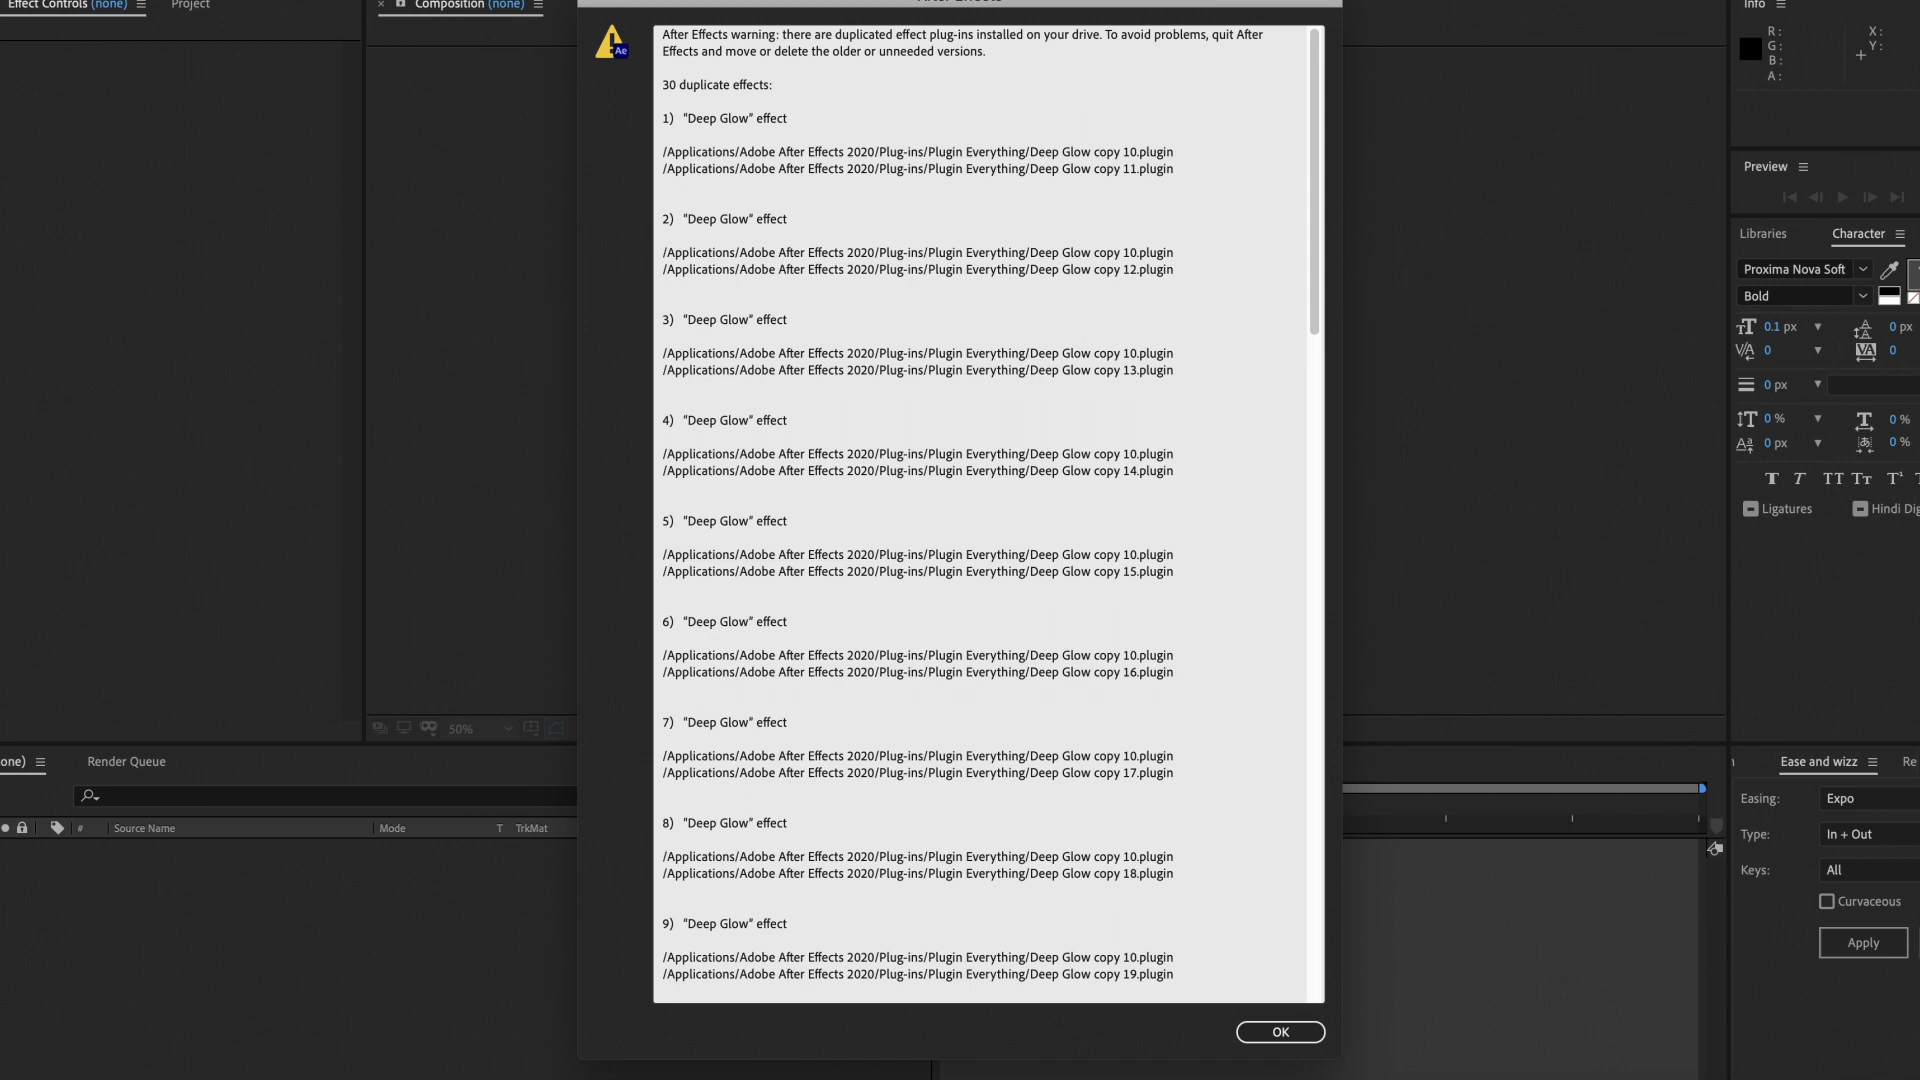 Effect Controls (none)
Project
Composition (none)
After Effects warning: there are duplicated effect plug-ins installed on your drive. To avoid problems, quit After
Effects and move or delete the older or unneeded versions.
30 duplicate effects:
1) "Deep Glow" effect
/Applications/Adobe After Effects 2020/Plug-ins/Plugin Everything/Deep Glow copy 10.plugin
/Applications/Adobe After Effects 2020/Plug-ins/Plugin Everything/Deep Glow copy 11.plugin
2) "Deep Glow" effect
/Applications/Adobe After Effects 2020/Plug-ins/Plugin Everything/Deep Glow copy 10.plugin
/Applications/Adobe After Effects 2020/Plug-ins/Plugin Everything/Deep Glow copy 12.plugin
3) "Deep Glow" effect
/Applications/Adobe After Effects 2020/Plug-ins/Plugin Everything/Deep Glow copy 10.plugin
/Applications/Adobe After Effects 2020/Plug-ins/Plugin Everything/Deep Glow copy 13.plugin
4) "Deep Glow" effect
/Applications/Adobe After Effects 2020/Plug-ins/Plugin Everything/Deep Glow copy 10.plugin
/Applications/Adobe After Effects 2020/Plug-ins/Plugin Everything/Deep Glow copy 14.plugin
5) "Deep Glow" effect
/Applications/Adobe After Effects 2020/Plug-ins/Plugin Everything/Deep Glow copy 10.plugin
/Applications/Adobe After Effects 2020/Plug-ins/Plugin Everything/Deep Glow copy 15.plugin
6) "Deep Glow" effect
/Applications/Adobe After Effects 2020/Plug-ins/Plugin Everything/Deep Glow copy 10.plugin
/Applications/Adobe After Effects 2020/Plug-ins/Plugin Everything/Deep Glow copy 16.plugin
7) "Deep Glow" effect
/Applications/Adobe After Effects 2020/Plug-ins/Plugin Everything/Deep Glow copy 10.plugin
/Applications/Adobe After Effects 2020/Plug-ins/Plugin Everything/Deep Glow copy 17.plugin
8) "Deep Glow" effect
/Applications/Adobe After Effects 2020/Plug-ins/Plugin Everything/Deep Glow copy 10.plugin
/Applications/Adobe After Effects 2020/Plug-ins/Plugin Everything/Deep Glow copy 18.plugin
9) "Deep Glow" effect
/Applications/Adobe After Effects 2020/Plug-ins/Plugin Everything/Deep Glow copy 10.plugin
/Applications/Adobe After Effects 2020/Plug-ins/Plugin Everything/Deep Glow copy 19.plugin
OK
Ae
50%
one)
Render Queue
#
Source Name
Mode
T TrkMat
Info
R:
G:
B:
A:
X:
Y:
Preview
Libraries
Character
Proxima Nova Soft
Bold
0.1 px
0 px
0
0
0 px
0 %
0 %
0 px
0 %
Ligatures
Hindi Dig
Ease and wizz
Re
Easing:
Expo
Type:
In + Out
Keys:
All
Curvaceous
Apply